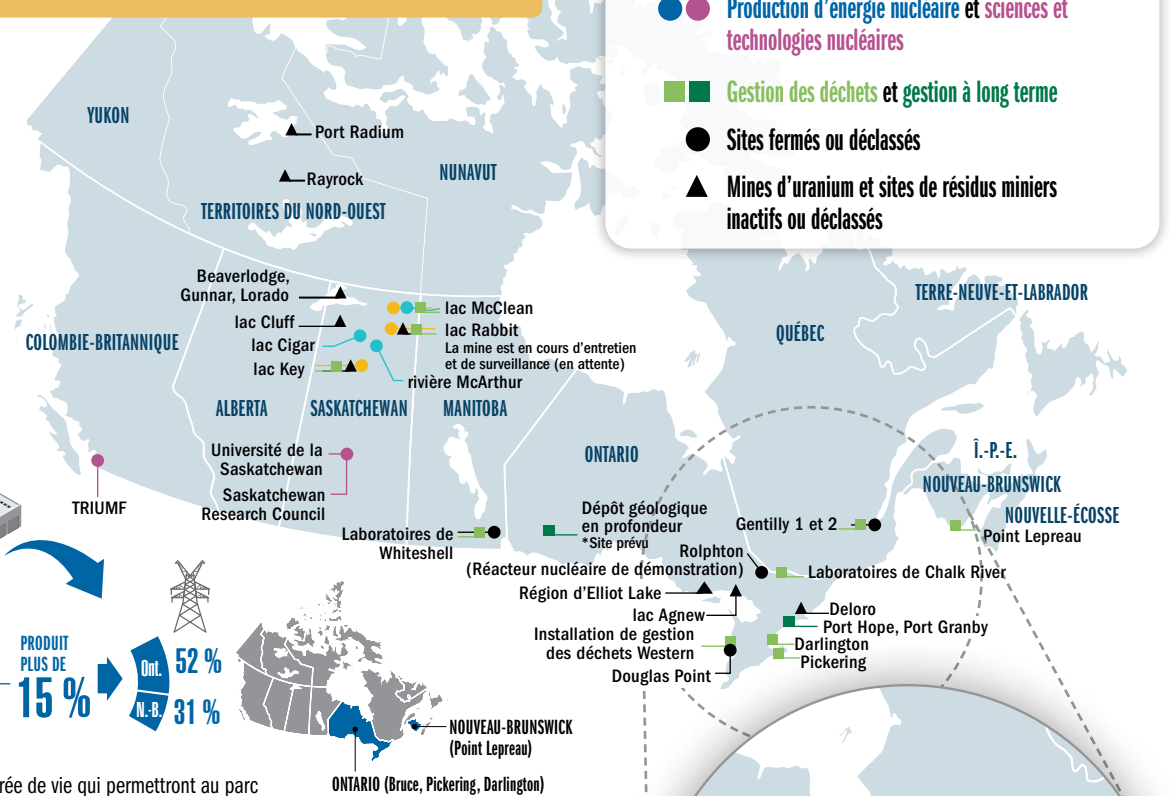 Production d'énergie nucléaire et sciences et
technologies nucléaires
Gestion des déchets et gestion à long terme
Sites fermés ou déclassés
Mines d'uranium et sites de résidus miniers
inactifs ou déclassés
YUKON
Port Radium
Rayrock
NUNAVUT
TERRITOIRES DU NORD-OUEST
Beaverlodge,
Gunnar, Lorado
lac McClean
lac Cluff
lac Rabbit
La mine est en cours d'entretien
et de surveillance (en attente)
lac Cigar
lac Key
rivière McArthur
COLOMBIE-BRITANNIQUE
ALBERTA
SASKATCHEWAN
MANITOBA
ONTARIO
QUÉBEC
TERRE-NEUVE-ET-LABRADOR
Î.-P.-E.
NOUVEAU-BRUNSWICK
NOUVELLE-ÉCOSSE
Point Lepreau
Université de la
Saskatchewan
Saskatchewan
Research Council
TRIUMF
Laboratoires de
Whiteshell
Dépôt géologique
en profondeur
*Site prévu
Gentilly 1 et 2
Rolphton
(Réacteur nucléaire de démonstration)
Laboratoires de Chalk River
Région d'Elliot Lake
lac Agnew
Deloro
Port Hope, Port Granby
Installation de gestion
des déchets Western
Darlington
Pickering
Douglas Point
PRODUIT
PLUS DE
15 %
Ont.
52 %
N.-B.
31 %
NOUVEAU-BRUNSWICK
(Point Lepreau)
ONTARIO (Bruce, Pickering, Darlington)
rée de vie qui permettront au parc